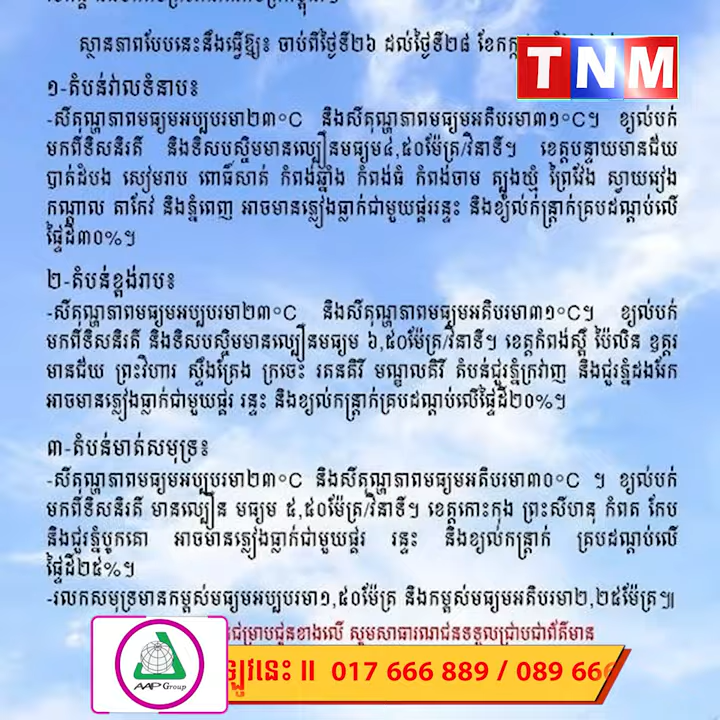 ស្ថានភាពបែបនេះនឹងធ្វើឱ្យ៖ ចាប់ពីថ្ងៃទី២៦ ដល់ថ្ងៃទី២៨
TNM
១-តំបន់វាលទំនាប៖
-សីតុណ្ហភាពមធ្យមអប្បបរមា២៣°C និងសីតុណ្ហភាពមធ្យមអតិបរមា៣១°C។ ខ្យល់បក់
មកពីទិសនិរតី និងទិសបស្ចិមមានល្បឿនមធ្យម៤,៥០ម៉ែត្រ/វិនាទី។ ខេត្តបន្ទាយមានជ័យ
បាត់ដំបង សៀមរាប ពោធិ៍សាត់ កំពង់ឆ្នាំង កំពង់ធំ កំពង់ចាម ត្បូងឃ្មុំ ព្រៃវែង ស្វាយរៀង
កណ្តាល តាកែវ និងភ្នំពេញ អាចមានភ្លៀងធ្លាក់ជាមួយផ្គររន្ទះ និងខ្យល់កន្ត្រាក់គ្របដណ្តប់លើ
ផ្ទៃដី៣០%។
២-តំបន់ខ្ពង់រាប៖
-សីតុណ្ហភាពមធ្យមអប្បបរមា២៣°C និងសីតុណ្ហភាពមធ្យមអតិបរមា៣១°C។ ខ្យល់បក់
មកពីទិសនិរតី និងទិសបស្ចិមមានល្បឿនមធ្យម ៦,៥០ម៉ែត្រ/វិនាទី។ ខេត្តកំពង់ស្ពឺ ប៉ៃលិន ឧត្តរ
មានជ័យ ព្រះវិហារ ស្ទឹងត្រែង ក្រចេះ រតនគិរី មណ្ឌលគិរី តំបន់ជួរភ្នំក្រវាញ និងជួរភ្នំដងរែក
អាចមានភ្លៀងធ្លាក់ជាមួយផ្គរ រន្ទះ និងខ្យល់កន្ត្រាក់គ្របដណ្តប់លើផ្ទៃដី២០%។
៣-តំបន់មាត់សមុទ្រ៖
-សីតុណ្ហភាពមធ្យមអប្បបរមា២៣°C និងសីតុណ្ហភាពមធ្យមអតិបរមា៣០°C ។ ខ្យល់បក់
មកពីទិសនិរតី មានល្បឿន មធ្យម ៥,៥០ម៉ែត្រ/វិនាទី។ ខេត្តកោះកុង ព្រះសីហនុ កំពត កែប
និងជួរភ្នំបូកគោ អាចមានភ្លៀងធ្លាក់ជាមួយផ្គរ រន្ទះ និងខ្យល់កន្ត្រាក់ គ្របដណ្តប់លើ
ផ្ទៃដី២៥%។
-រលកសមុទ្រមានកម្ពស់មធ្យមអប្បបរមា១,៥០ម៉ែត្រ និងកម្ពស់មធ្យមអតិបរមា២,២៥ម៉ែត្រ៕
ជម្រាបជូនខាងលើ សូមសាធារណជនទទួលជ្រាបជាព័ត៌មាន
AAP Group
ឡូវនេះ II 017 666 889 / 089 666